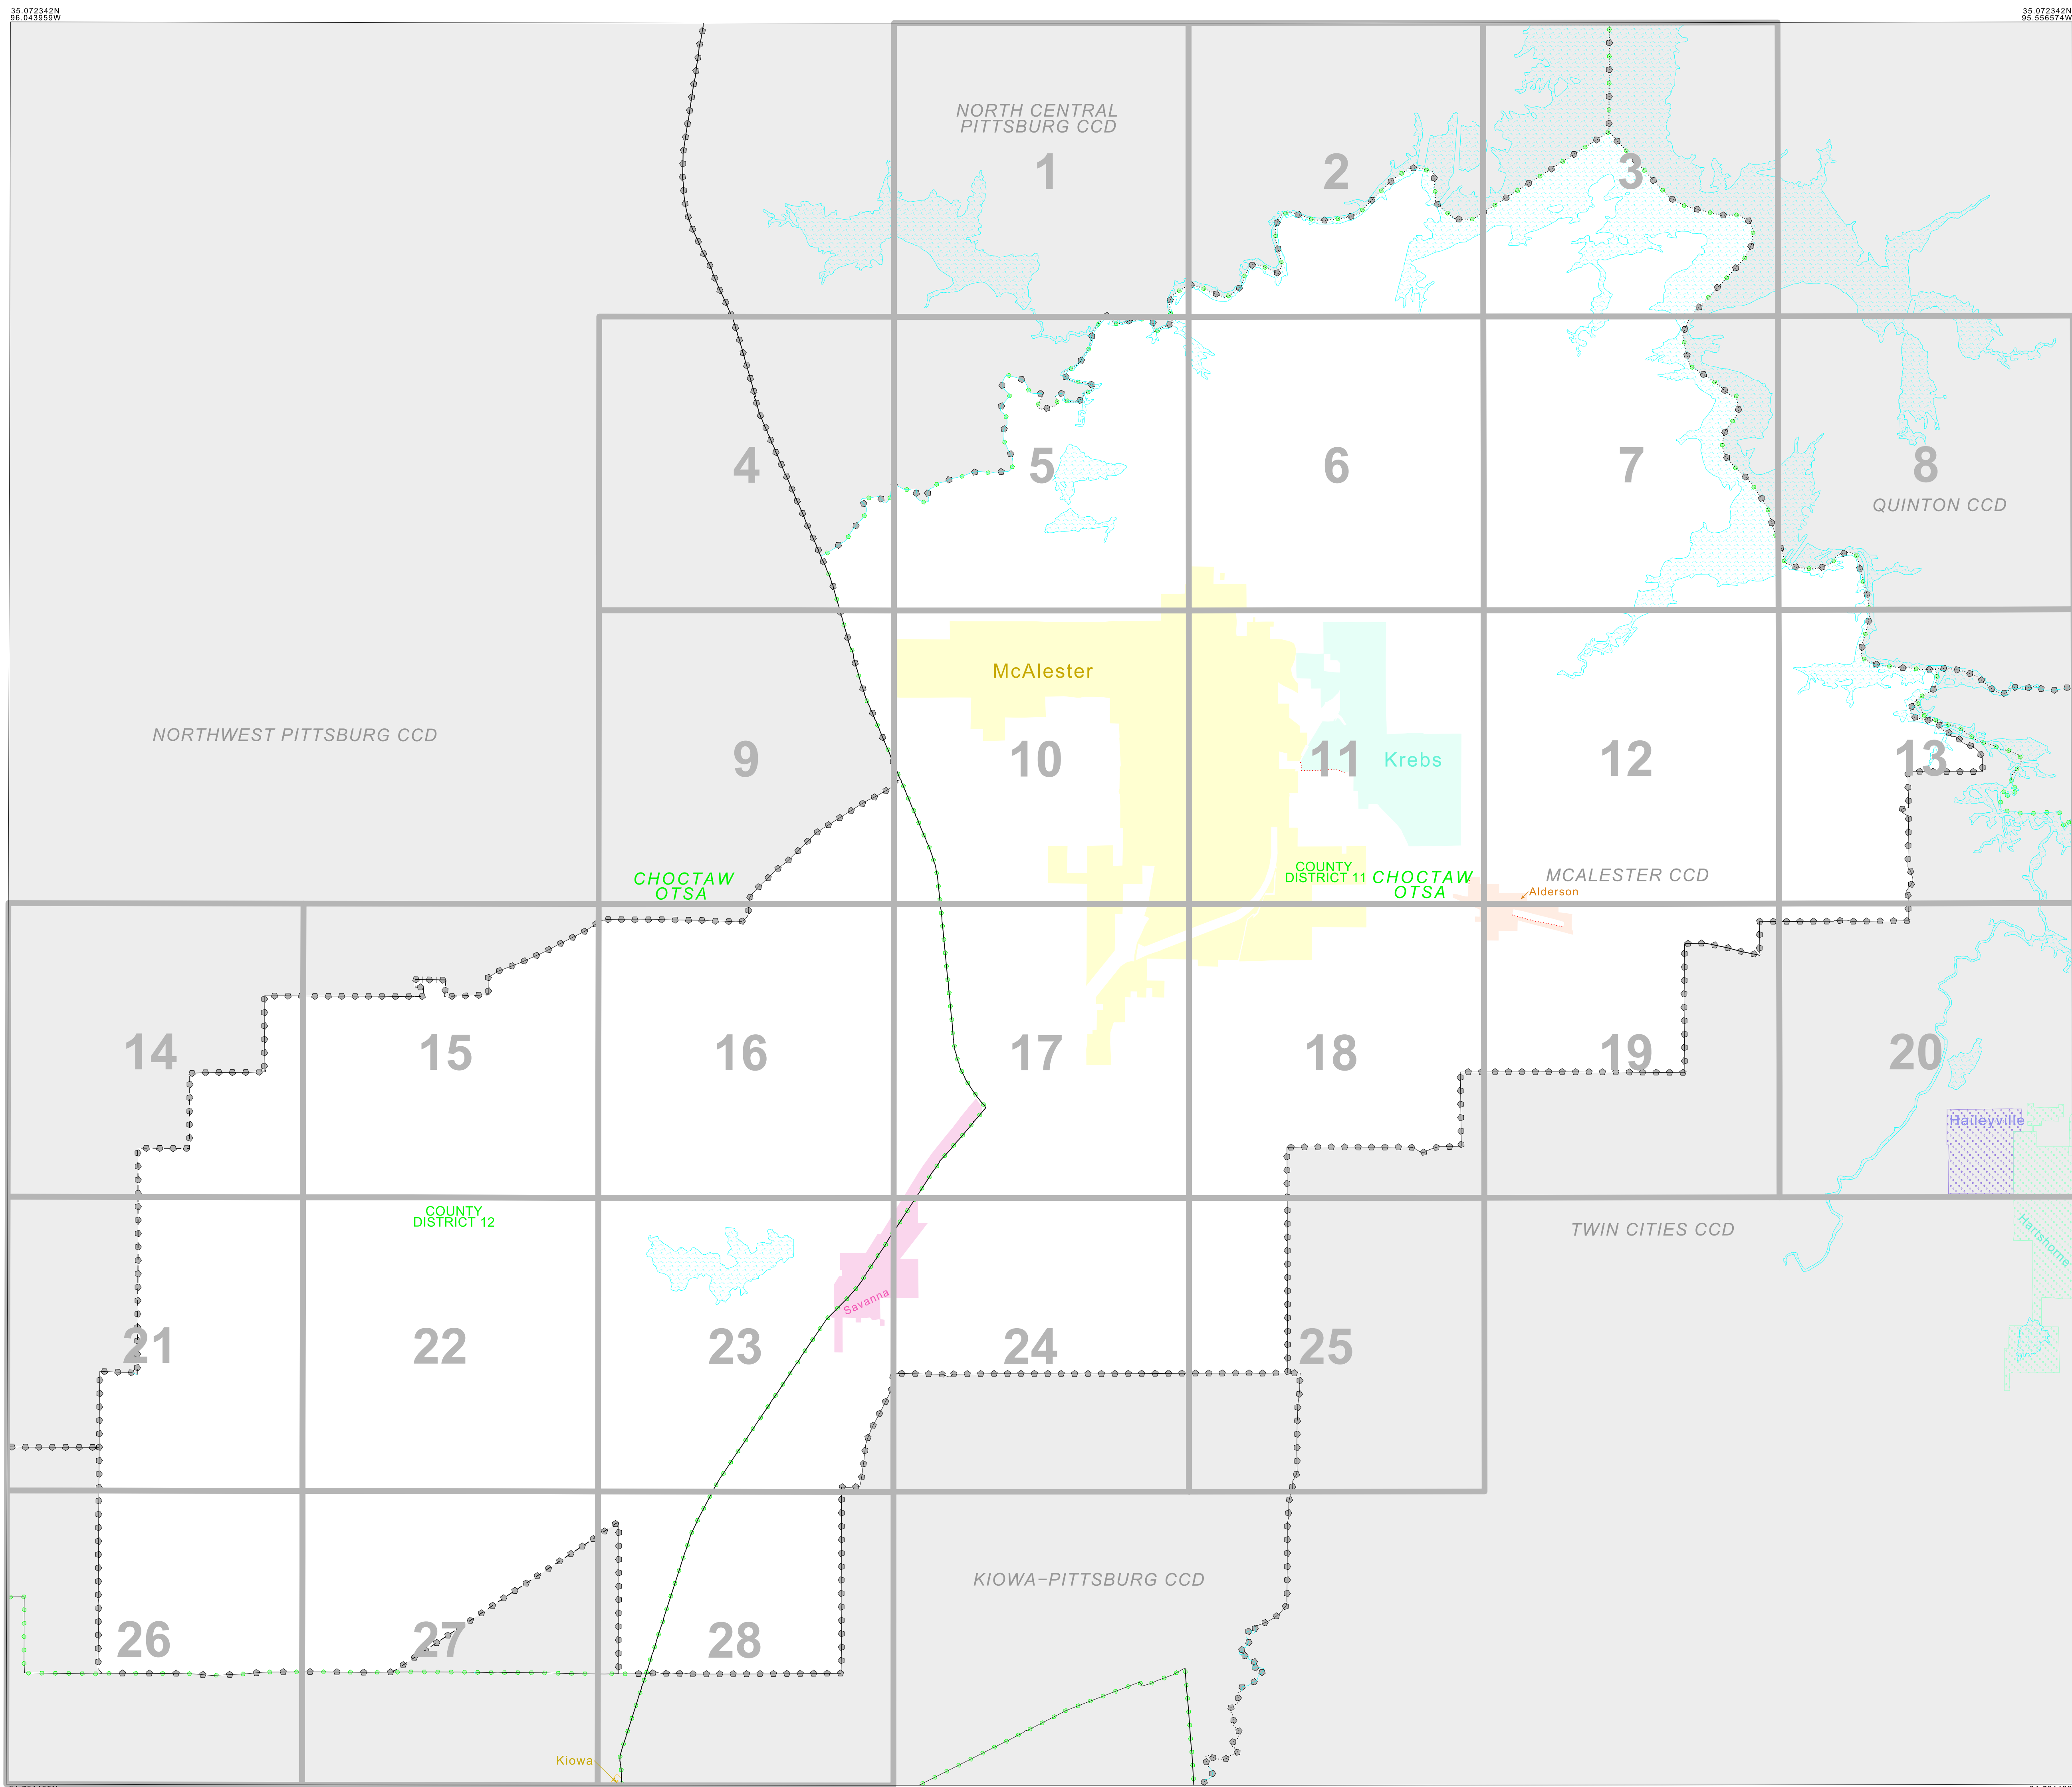 35.072342N
96.043959W
35.072342N
95.556574W
NORTH CENTRAL
PITTSBURG CCD
1
2
3
4
5
6
7
8
QUINTON CCD
McAlester
NORTHWEST PITTSBURG CCD
9
10
11
Krebs
12
13
CHOCTAW
OTSA
COUNTY
DISTRICT 11
CHOCTAW
OTSA
MCALESTER CCD
Alderson
14
15
16
17
18
19
20
Haileyville
COUNTY
DISTRICT 12
TWIN CITIES CCD
Hartshorne
Savanna
21
22
23
24
25
KIOWA-PITTSBURG CCD
26
27
28
Kiowa